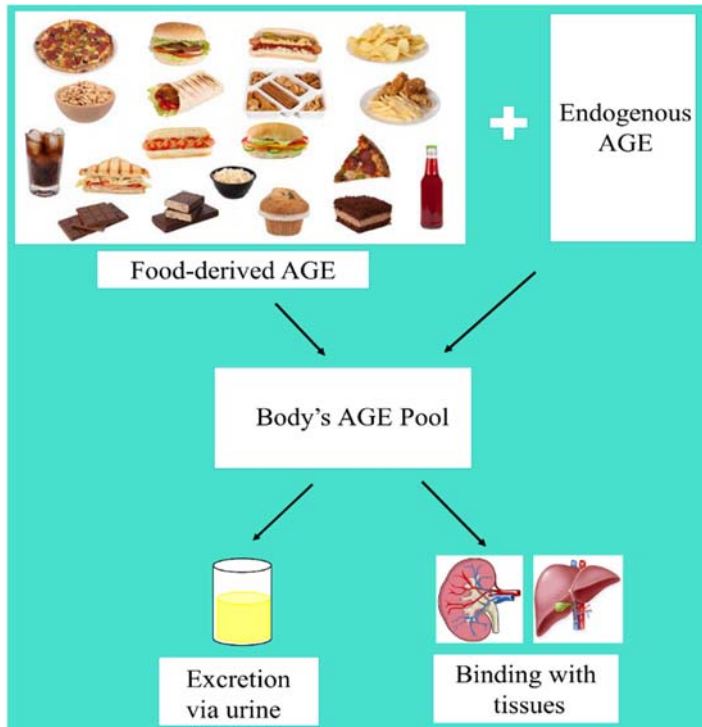 Endogenous
AGE
Food-derived AGE
Body's AGE Pool
Excretion
via urine
Binding with
tissues